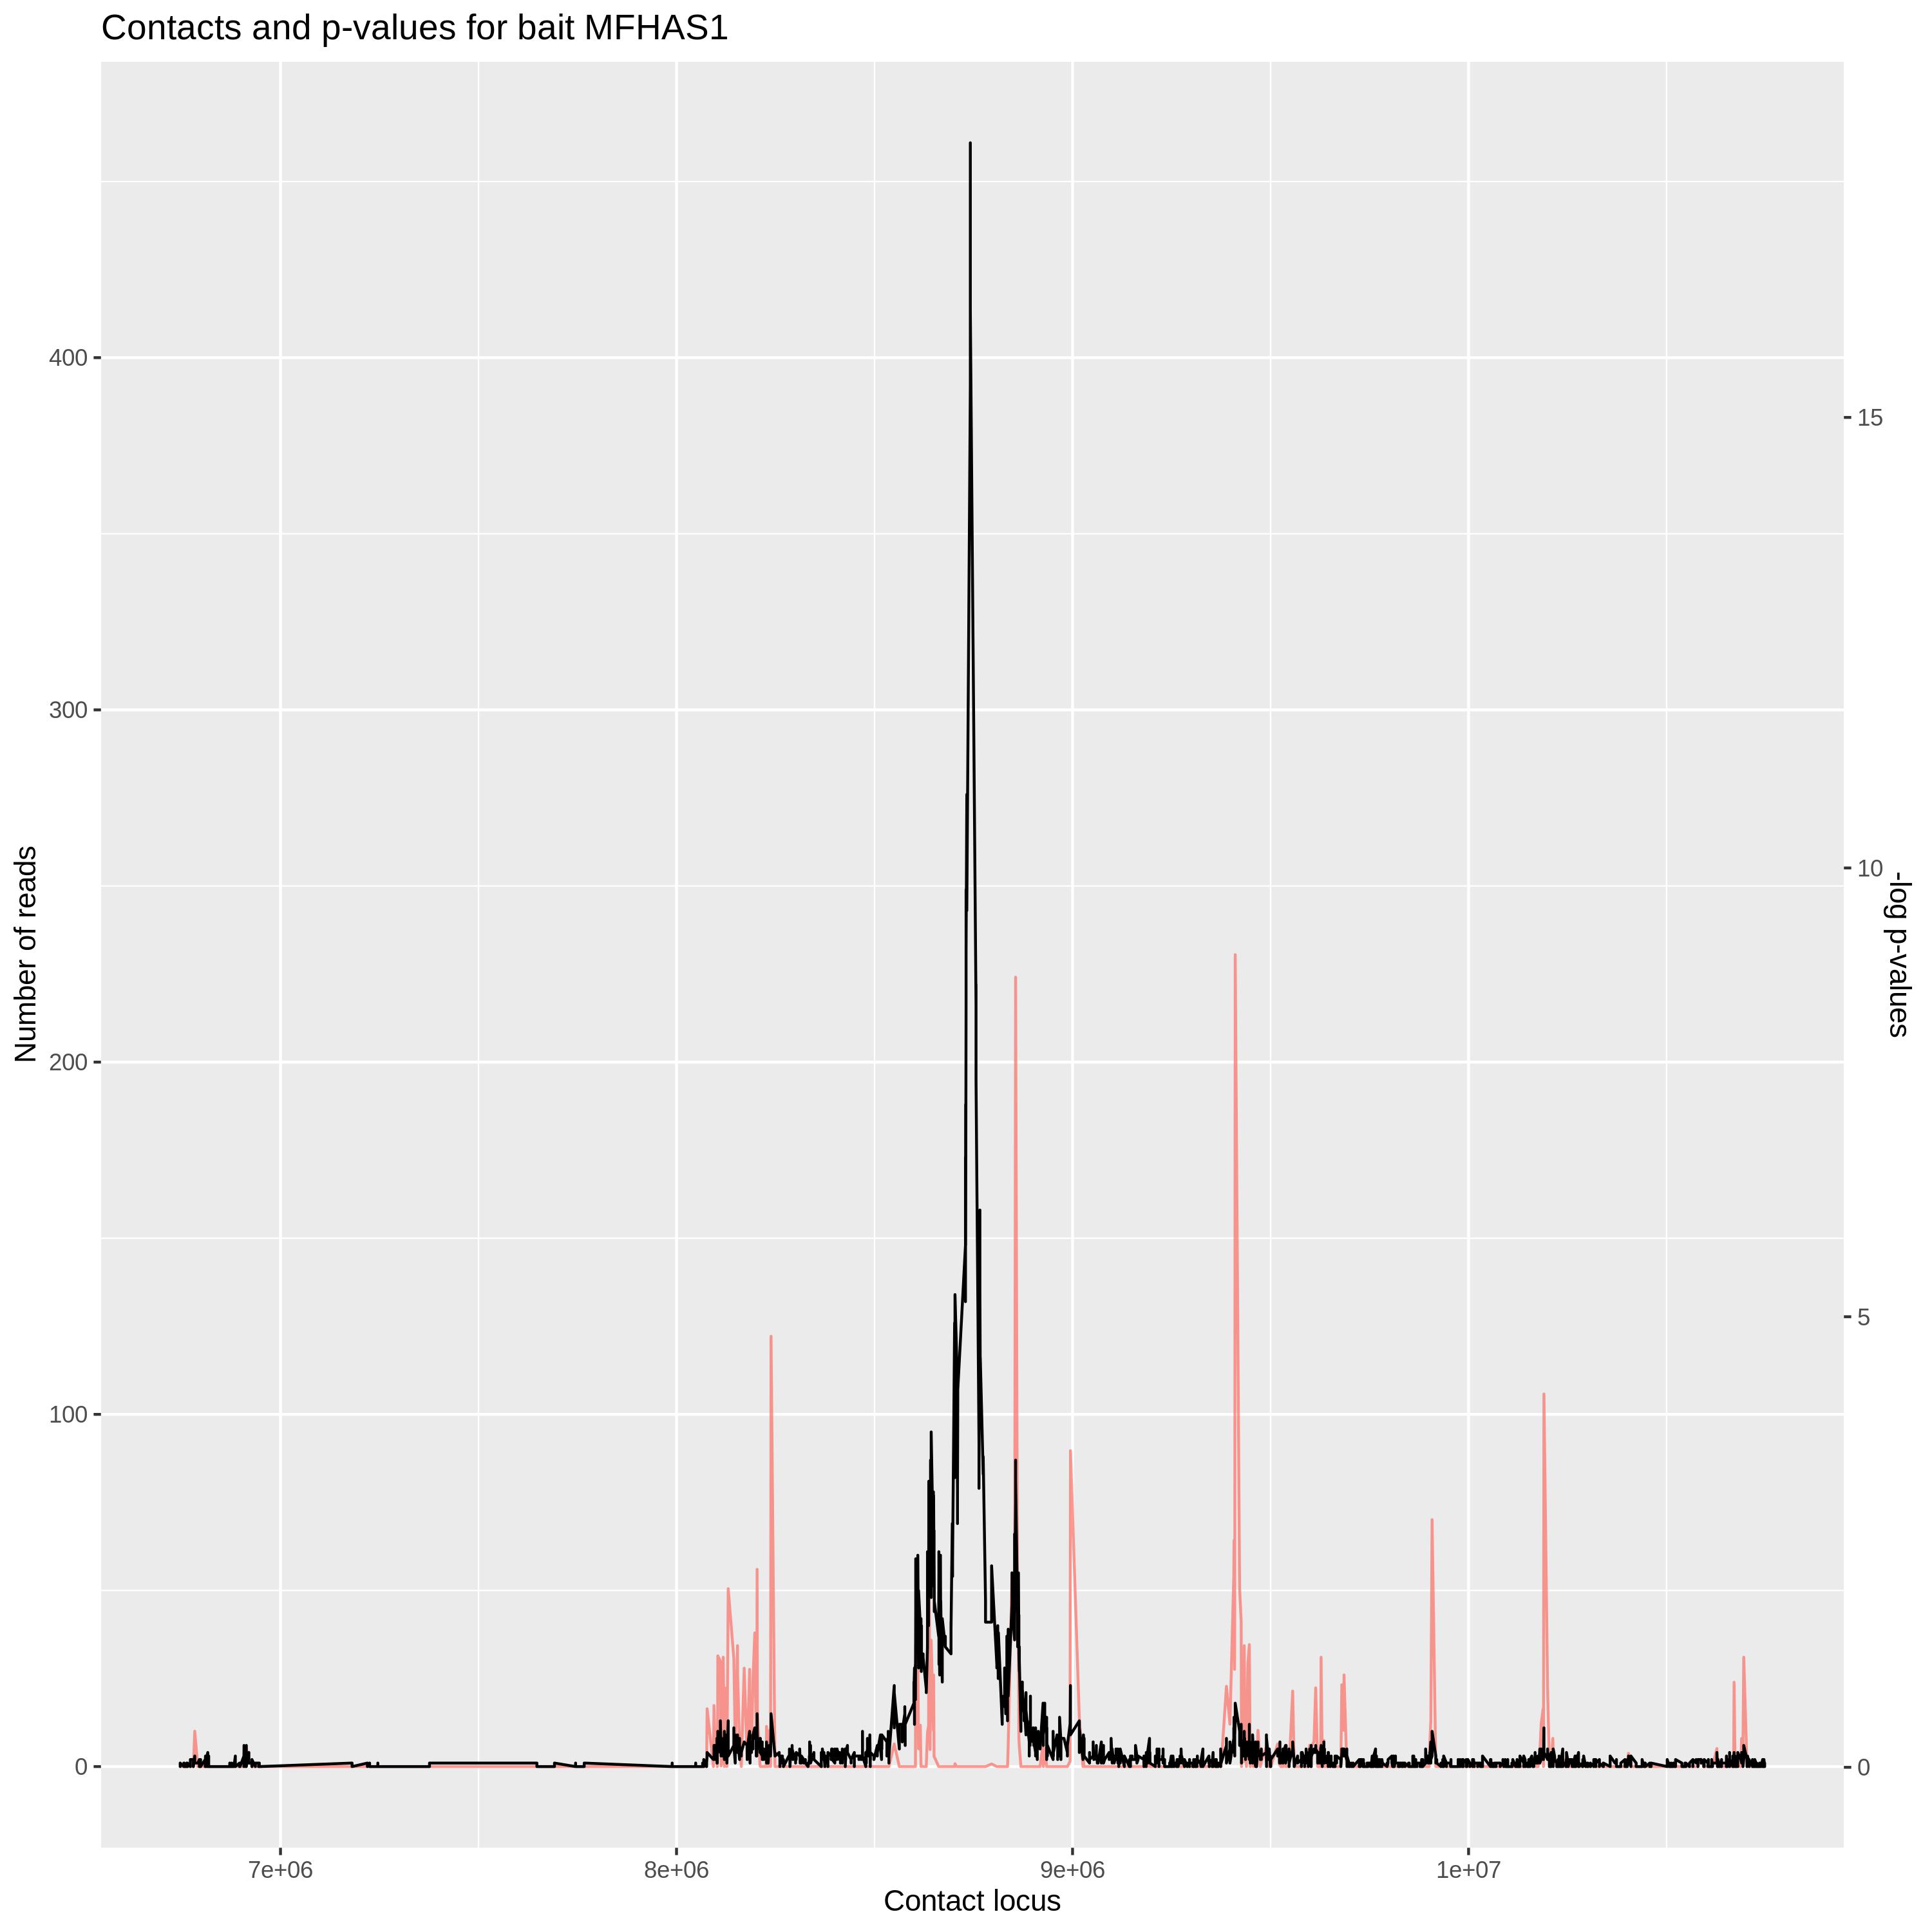 Contacts and p-values for bait MFHAS1
Number of reads
400
300
200
100
0
15
10
5
0
-log p-values
7e+06
8e+06
9e+06
1e+07
Contact locus